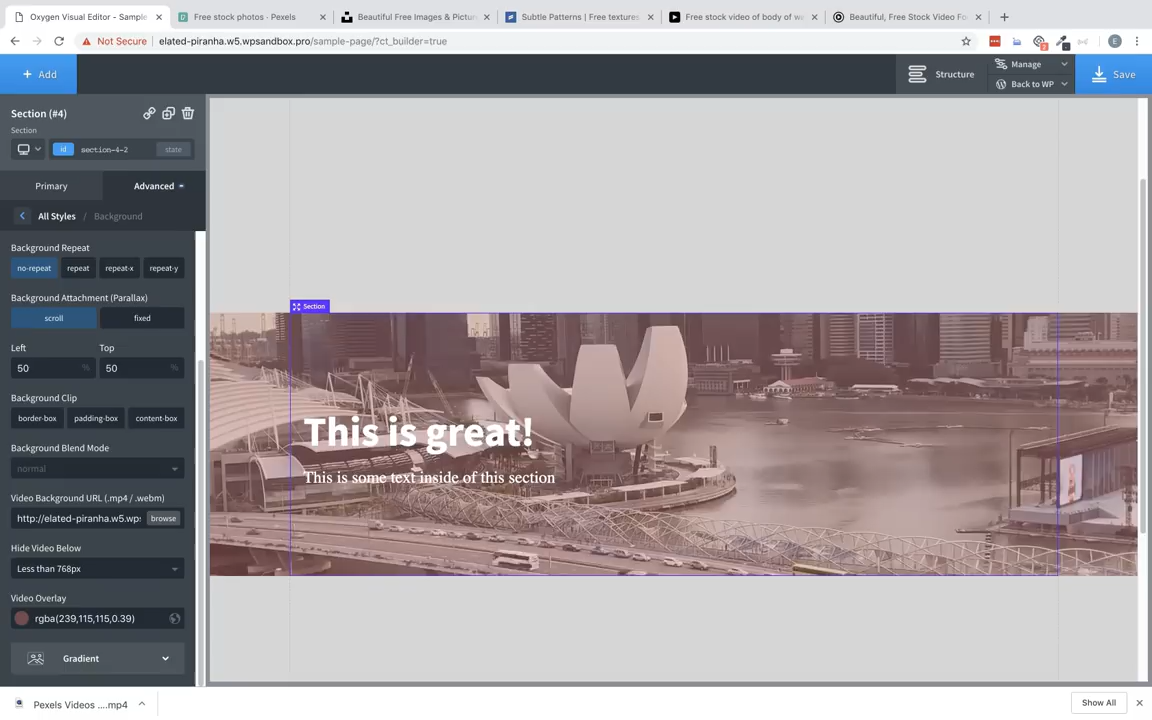 Oxygen Visual Editor - Sample
Free stock photos · Pexels
Beautiful Free Images & Pictur
Subtle Patterns | Free textures
Free stock video of body of wa
Beautiful, Free Stock Video Fo
Not Secure | elated-piranha.w5.wpsandbox.pro/sample-page/?ct_builder=true
E
+ Add
Structure
Manage
Back to WP
Save
Section (#4)
Section
id section-4-2 state
Primary Advanced
All Styles / Background
Background Repeat
no-repeat repeat repeat-x repeat-y
Background Attachment (Parallax)
scroll fixed
Left Top
50 % 50 %
Background Clip
border-box padding-box content-box
Background Blend Mode
normal
Video Background URL (.mp4 / .webm)
http://elated-piranha.w5.wps browse
Hide Video Below
Less than 768px
Video Overlay
rgba(239,115,115,0.39)
Gradient
Section
This is great!
This is some text inside of this section
Pexels Videos ....mp4
Show All